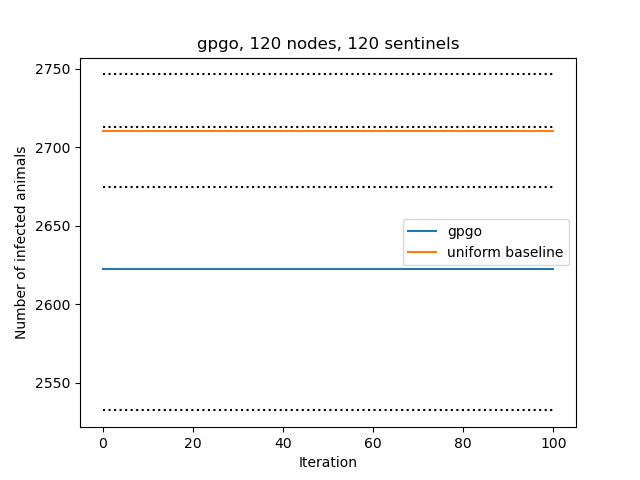 gpgo, 120 nodes, 120 sentinels
2750
2700
2650
2600
2550
Number of infected animals
gpgo
uniform baseline
0 20 40 60 80 100
Iteration